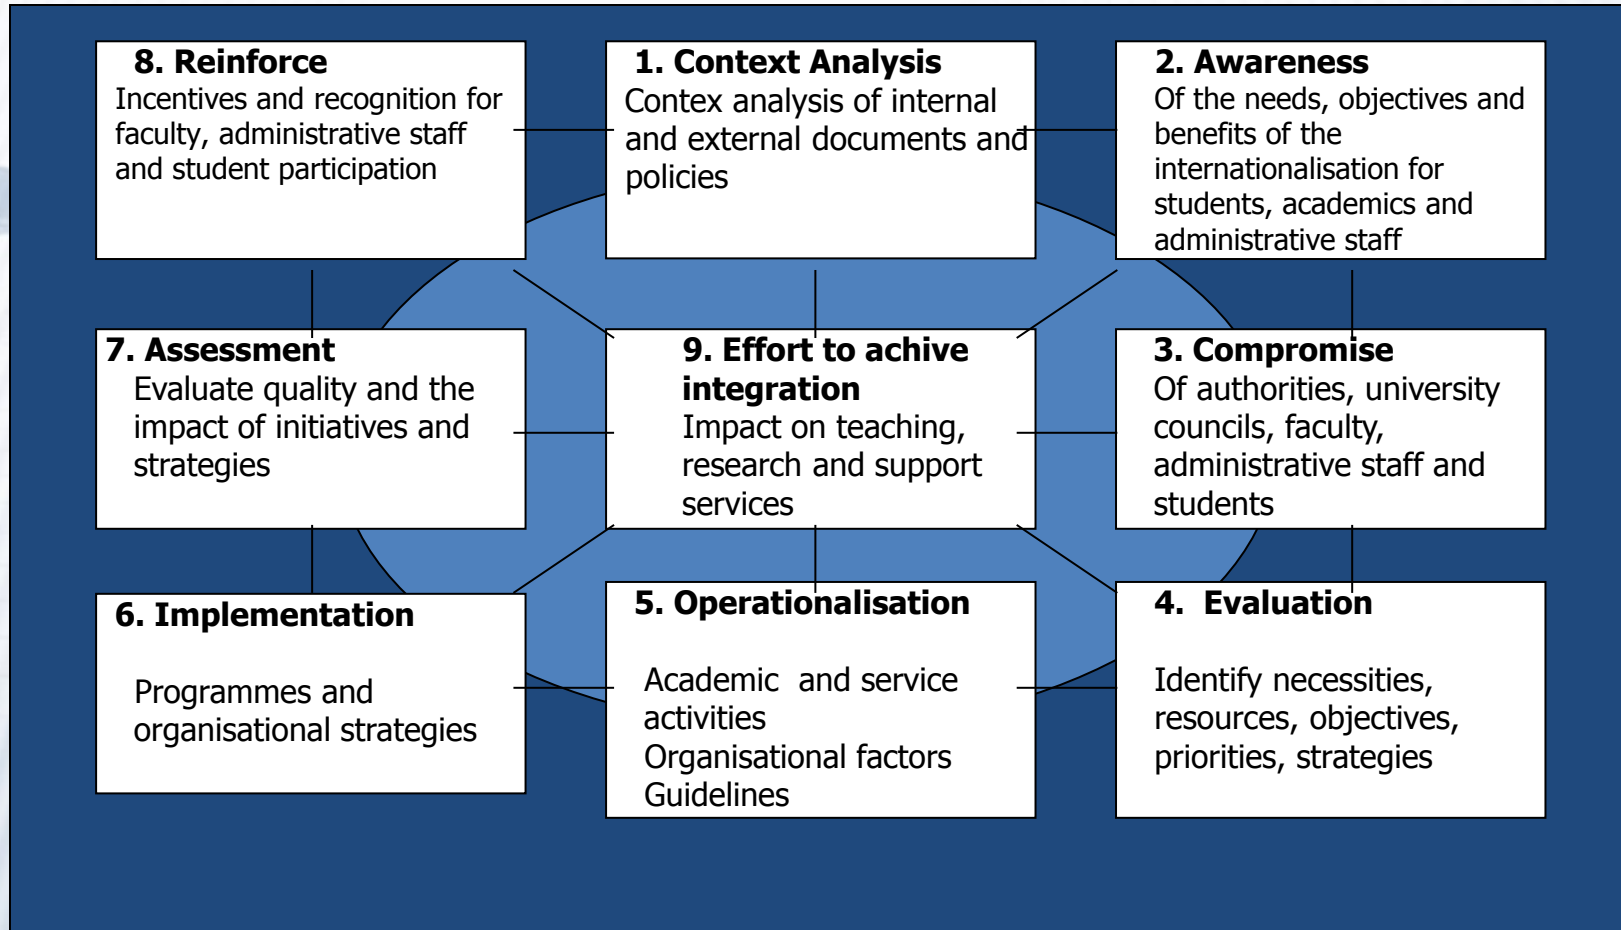 8. Reinforce
Incentives and recognition for
faculty, administrative staff
and student participation
1. Context Analysis
Contex analysis of internal
and external documents and
policies
2. Awareness
Of the needs, objectives and
benefits of the
internationalisation for
students, academics and
administrative staff
7. Assessment
Evaluate quality and the
impact of initiatives and
strategies
9. Effort to achive
integration
Impact on teaching,
research and support
services
3. Compromise
Of authorities, university
councils, faculty,
administrative staff and
students
6. Implementation
Programmes and
organisational strategies
5. Operationalisation
Academic  and service
activities
Organisational factors
Guidelines
4.  Evaluation
Identify necessities,
resources, objectives,
priorities, strategies